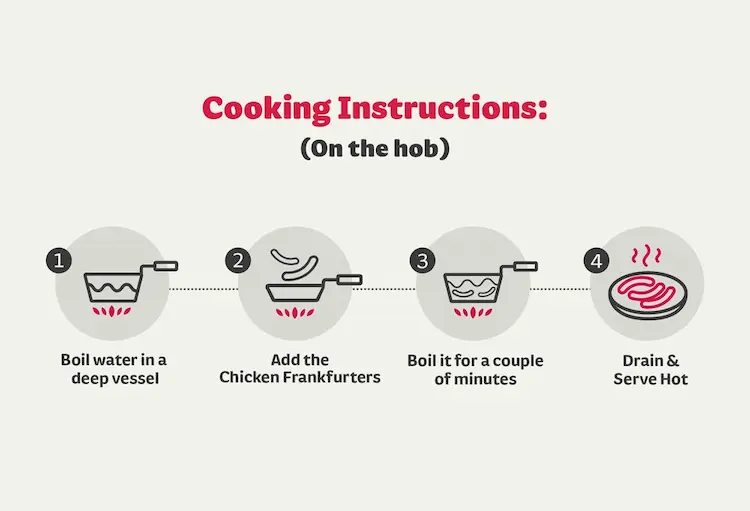 Cooking Instructions:
(On the hob)
1
Boil water in a
deep vessel
2
Add the
Chicken Frankfurters
3
Boil it for a couple
of minutes
4
Drain &
Serve Hot